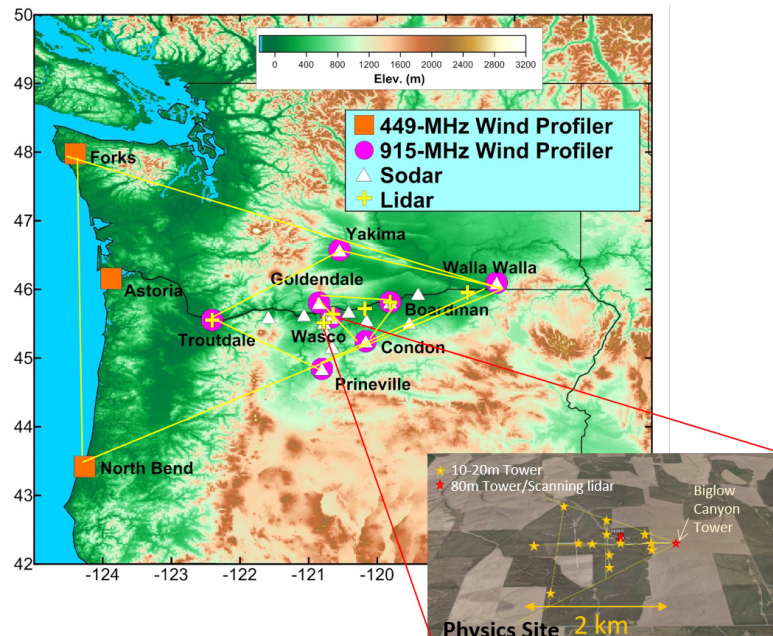 50
49
48
47
46
45
44
43
42
0 400 800 1200 1600 2000 2400 2800 3200
Elev. (m)
449-MHz Wind Profiler
915-MHz Wind Profiler
Sodar
Lidar
Forks
Yakima
Goldendale
Walla Walla
Astoria
Boardman
Troutdale
Wasco
Condon
Prineville
North Bend
-124 -123 -122 -121 -120
10-20m Tower
80m Tower/Scanning lidar
Biglow
Canyon
Tower
2 km
Physics Site